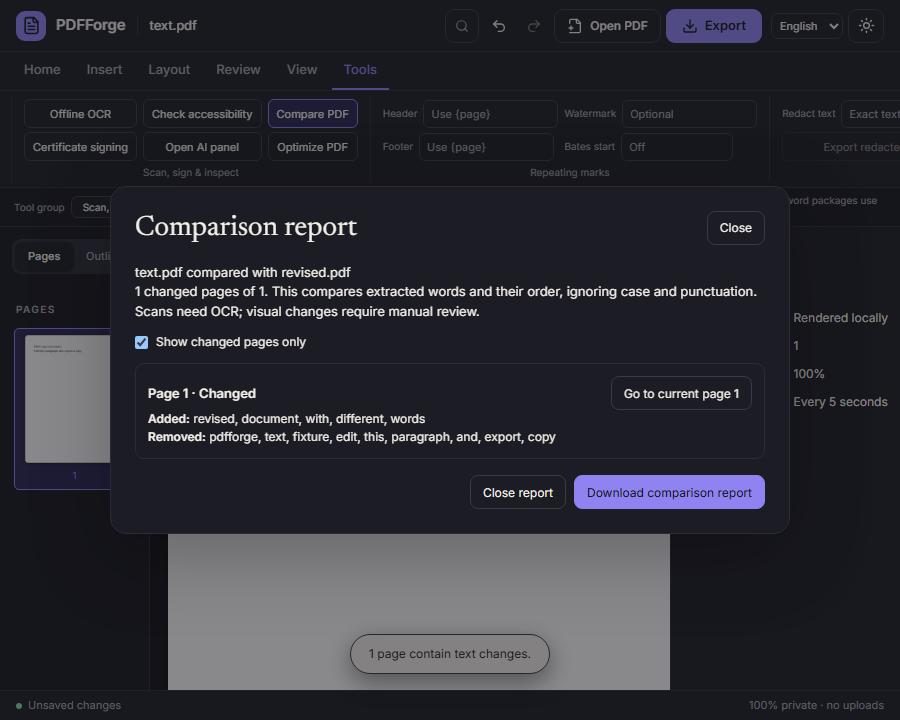 PDFForge
text.pdf
Open PDF
Export
English
Home
Insert
Layout
Review
View
Tools
Offline OCR
Check accessibility
Compare PDF
Header
Use {page}
Watermark
Optional
Redact text
Exact text
Certificate signing
Open AI panel
Optimize PDF
Footer
Use {page}
Bates start
Off
Export redacte
Scan, sign & inspect
Repeating marks
Tool group
Scan,
word packages use
Comparison report
Close
Pages
Outli
text.pdf compared with revised.pdf
1 changed pages of 1. This compares extracted words and their order, ignoring case and punctuation.
Scans need OCR; visual changes require manual review.
PAGES
Rendered locally
Show changed pages only
1
100%
Page 1 · Changed
Go to current page 1
Every 5 seconds
Added: revised, document, with, different, words
Removed: pdfforge, text, fixture, edit, this, paragraph, and, export, copy
1
Close report
Download comparison report
1 page contain text changes.
Unsaved changes
100% private · no uploads